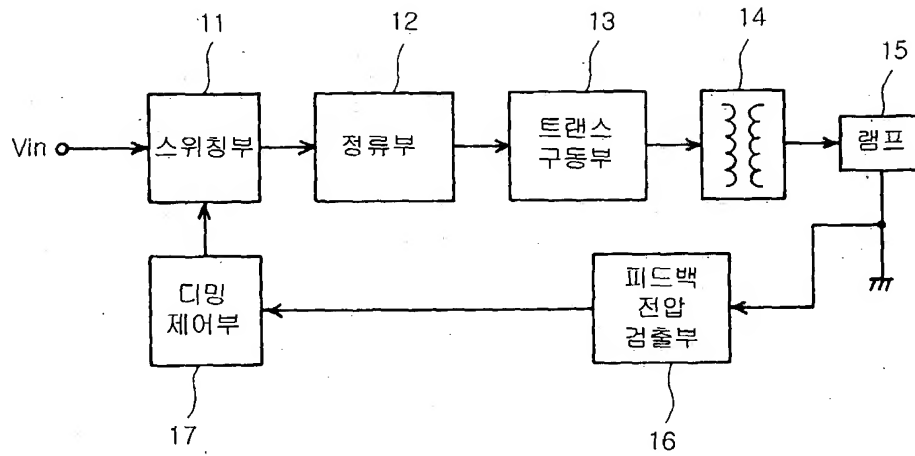 11
12
13
14
15
Vin
스위칭부
정류부
트랜스
구동부
램프
디밍
제어부
피드백
전압
검출부
17
16